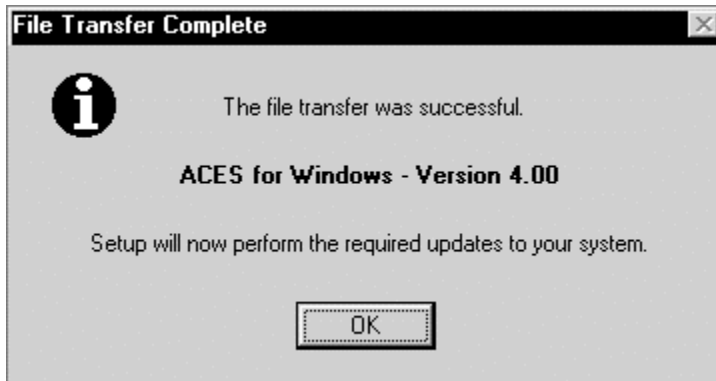 File Transfer Complete
The file transfer was successful.
ACES for Windows - Version 4.00
Setup will now perform the required updates to your system.
OK